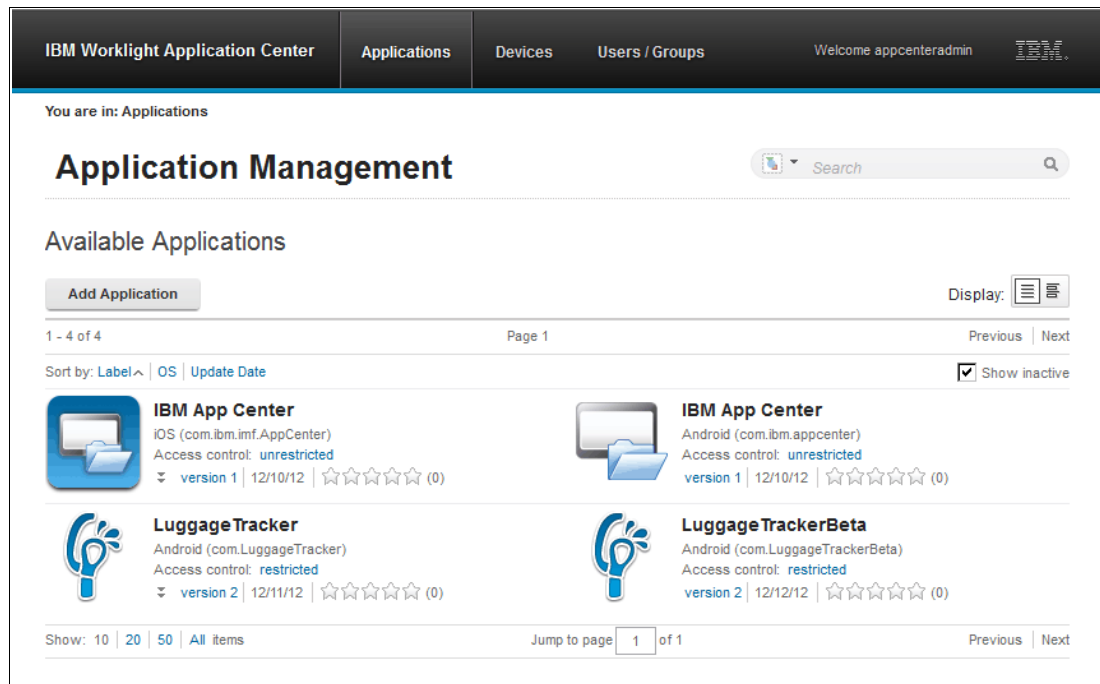 IBM Worklight Application Center Applications Devices Users / Groups Welcome appcenteradmin IBM.
You are in: Applications
Application Management
Search
Available Applications
Add Application
Display:
1 - 4 of 4 Page 1 Previous Next
Sort by: Label OS Update Date Show inactive
IBM App Center
iOS (com.ibm.imf.AppCenter)
Access control: unrestricted
version 1 12/10/12 (0)
IBM App Center
Android (com.ibm.appcenter)
Access control: unrestricted
version 1 12/10/12 (0)
LuggageTracker
Android (com.LuggageTracker)
Access control: restricted
version 2 12/11/12 (0)
LuggageTrackerBeta
Android (com.LuggageTrackerBeta)
Access control: restricted
version 2 12/12/12 (0)
Show: 10 20 50 All items Jump to page 1 of 1 Previous Next